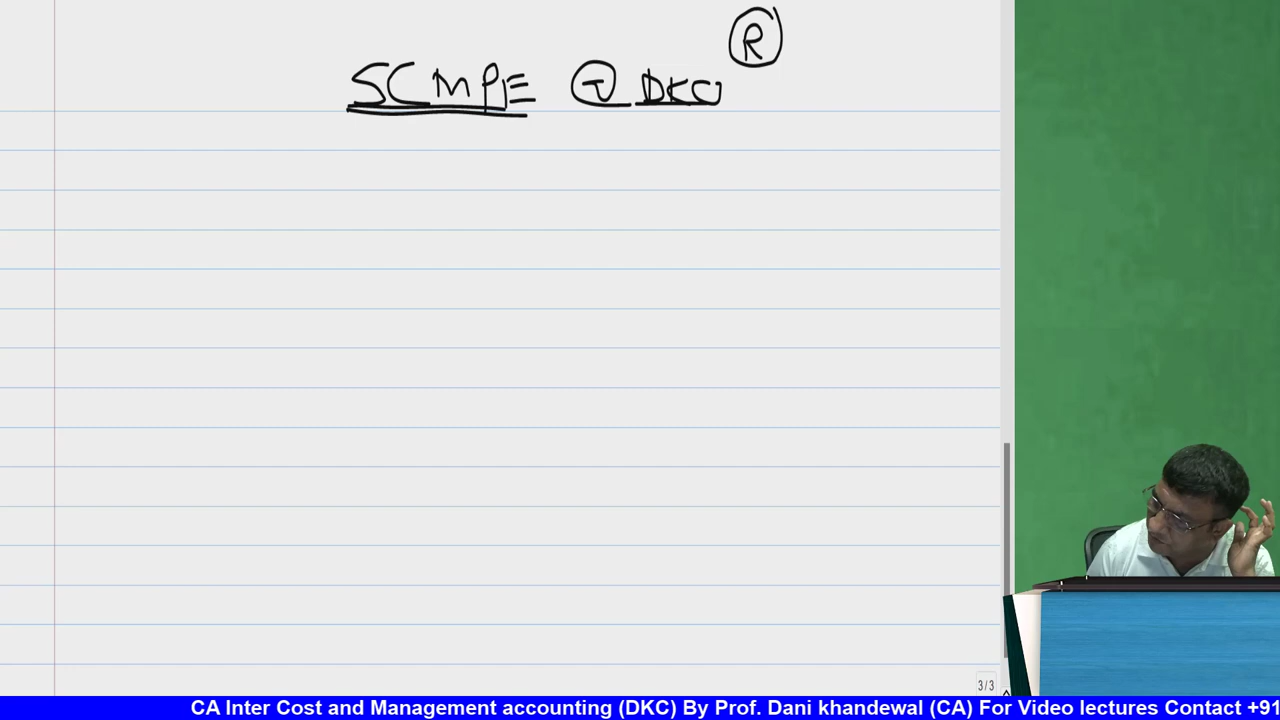 R
SCMPE @ DKC
3/3
CA Inter Cost and Management accounting (DKC) By Prof. Dani khandewal (CA) For Video lectures Contact +91